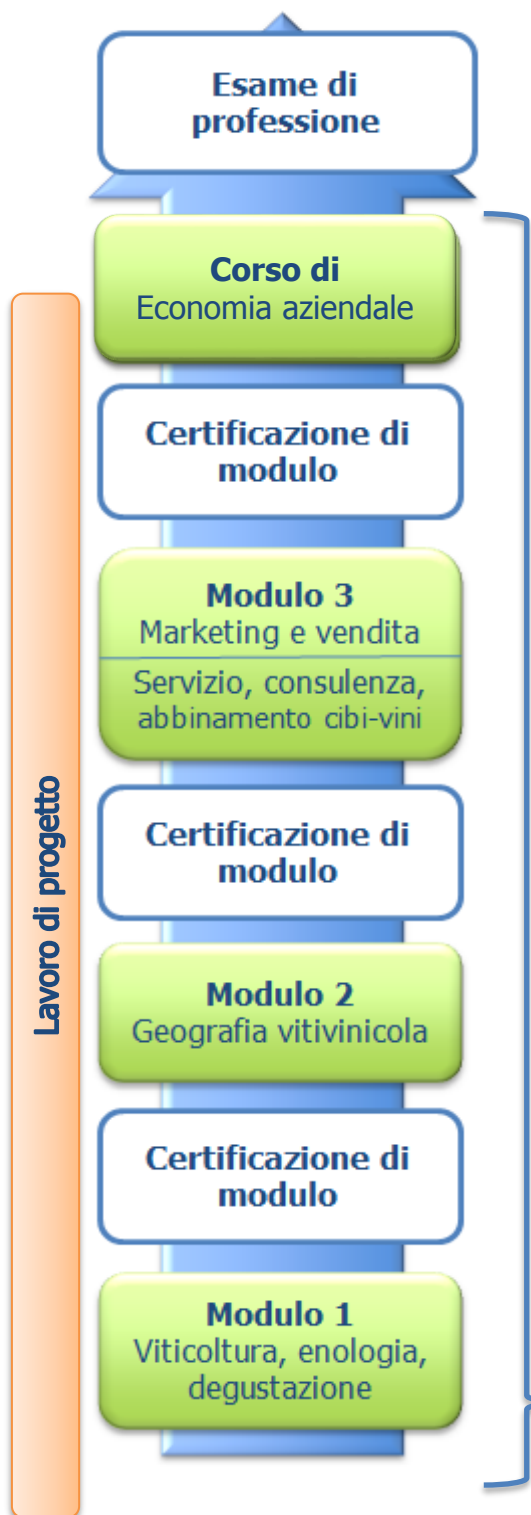 Esame di
professione
Corso di
Economia aziendale
Certificazione di
modulo
Modulo 3
Marketing e vendita
Servizio, consulenza,
abbinamento cibi-vini
Certificazione di
modulo
Modulo 2
Geografia vitivinicola
Certificazione di
modulo
Modulo 1
Viticoltura, enologia,
degustazione
Lavoro di progetto